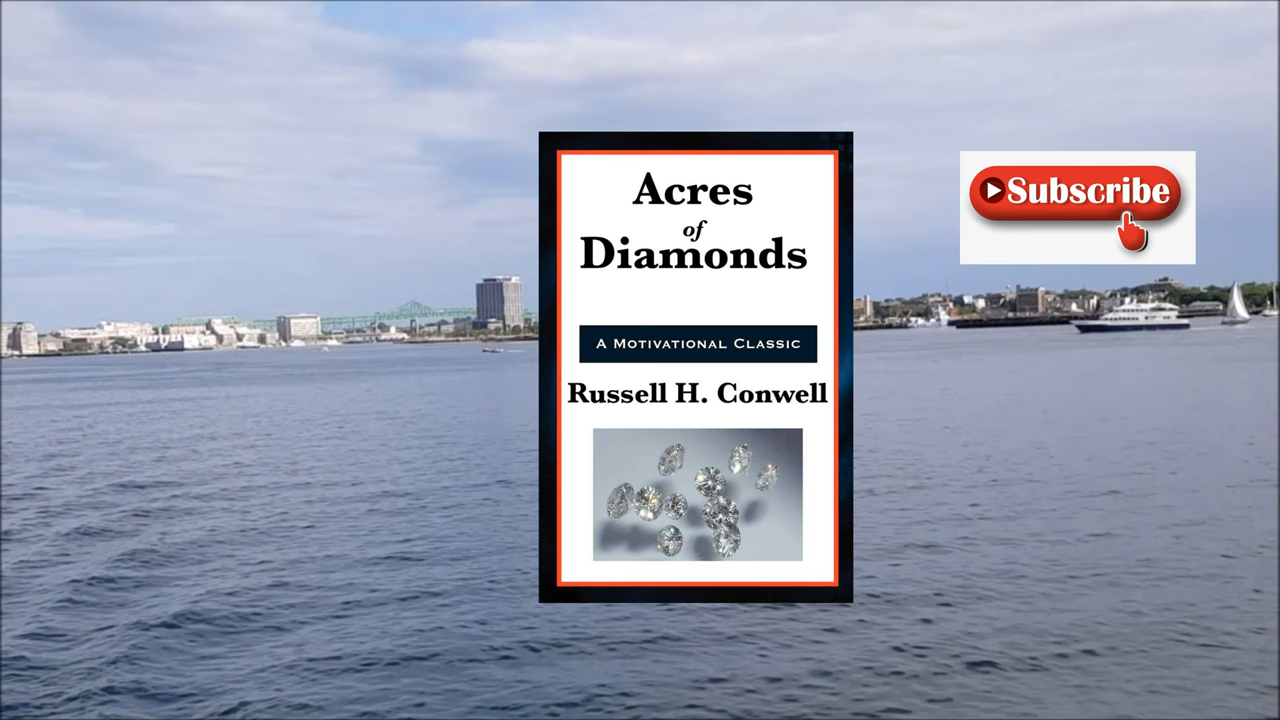 Acres
of
Diamonds
A Motivational Classic
Russell H. Conwell
Subscribe